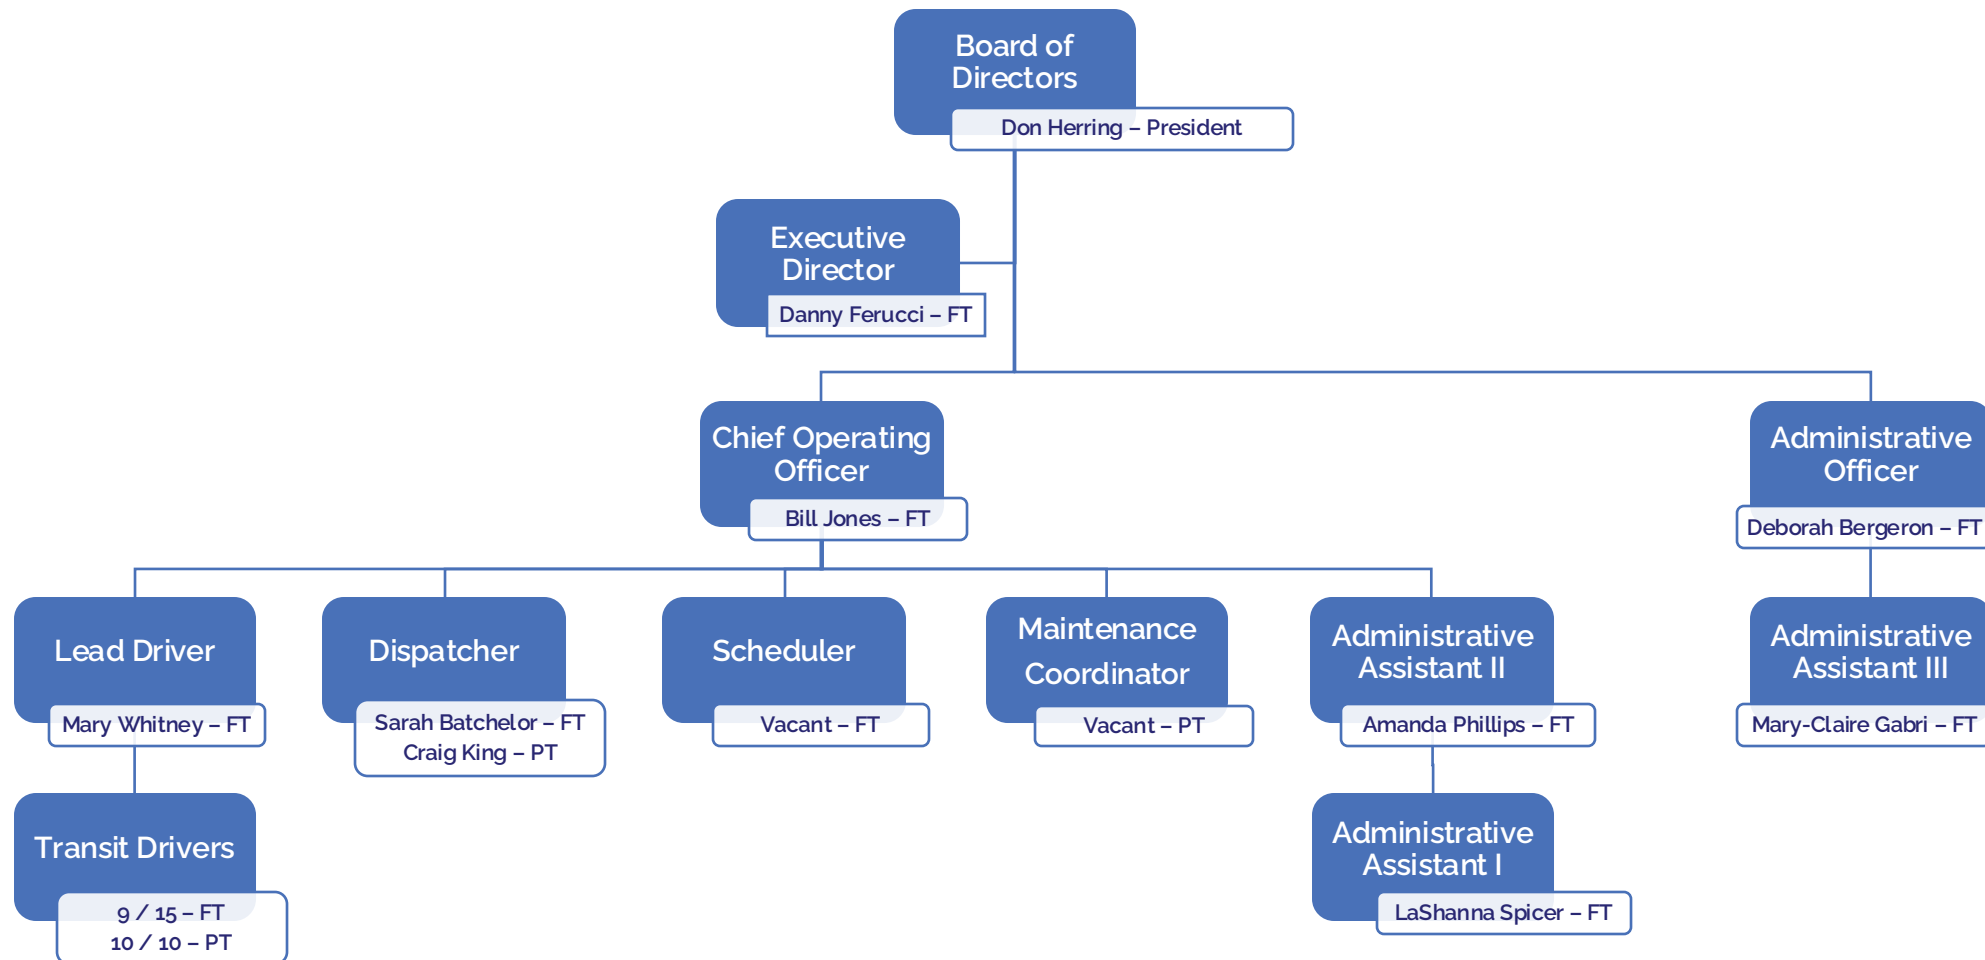 Board of
Directors
Don Herring – President
Executive
Director
Danny Ferucci – FT
Chief Operating
Officer
Bill Jones – FT
Administrative
Officer
Deborah Bergeron – FT
Lead Driver
Mary Whitney – FT
Dispatcher
Sarah Batchelor – FT
Craig King – PT
Scheduler
Vacant – FT
Maintenance
Coordinator
Vacant – PT
Administrative
Assistant II
Amanda Phillips – FT
Administrative
Assistant III
Mary-Claire Gabri – FT
Transit Drivers
9 / 15 – FT
10 / 10 – PT
Administrative
Assistant I
LaShanna Spicer – FT